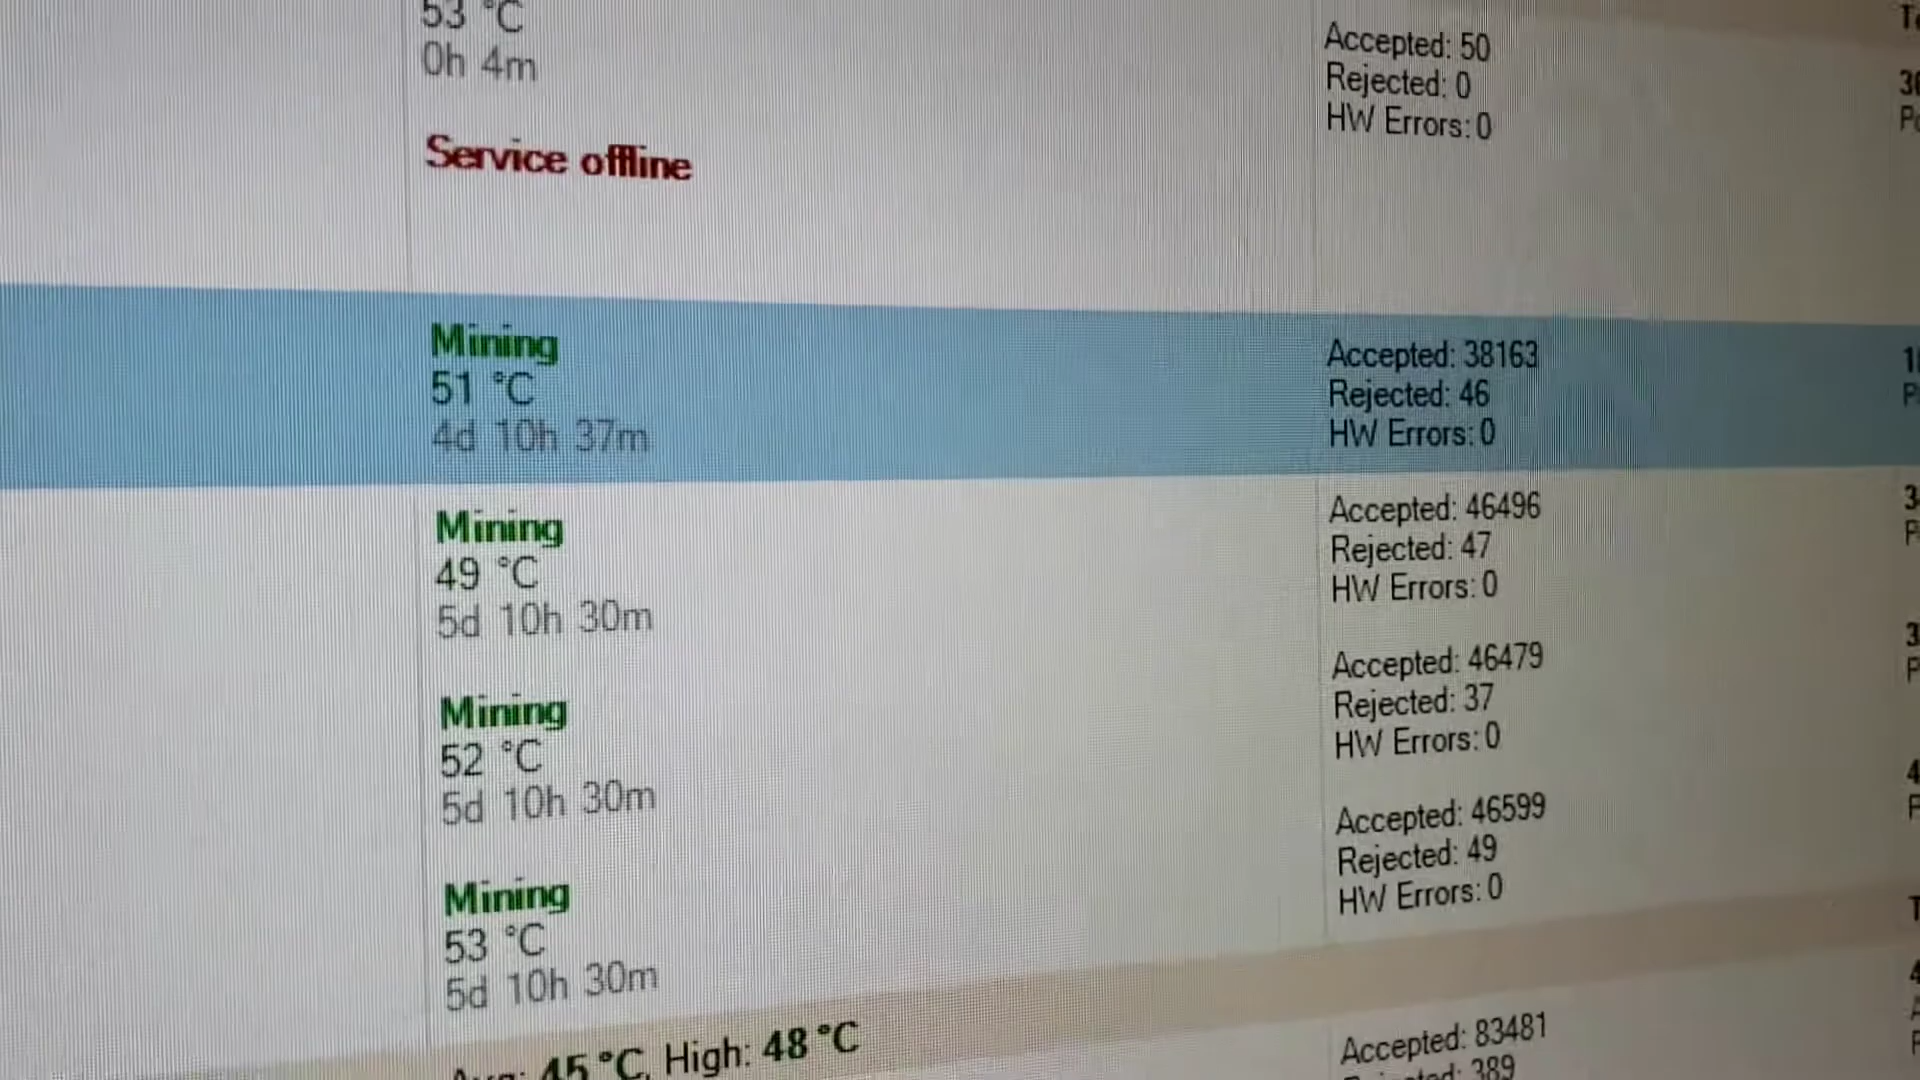 53 °C
0h 4m
Accepted: 50
Rejected: 0
HW Errors: 0
Service offline
Mining
51 °C
4d 10h 37m
Accepted: 38163
Rejected: 46
HW Errors: 0
Mining
49 °C
5d 10h 30m
Accepted: 46496
Rejected: 47
HW Errors: 0
Mining
52 °C
5d 10h 30m
Accepted: 46479
Rejected: 37
HW Errors: 0
Mining
53 °C
5d 10h 30m
Accepted: 46599
Rejected: 49
HW Errors: 0
45 °C, High: 48 °C
Accepted: 83481
389